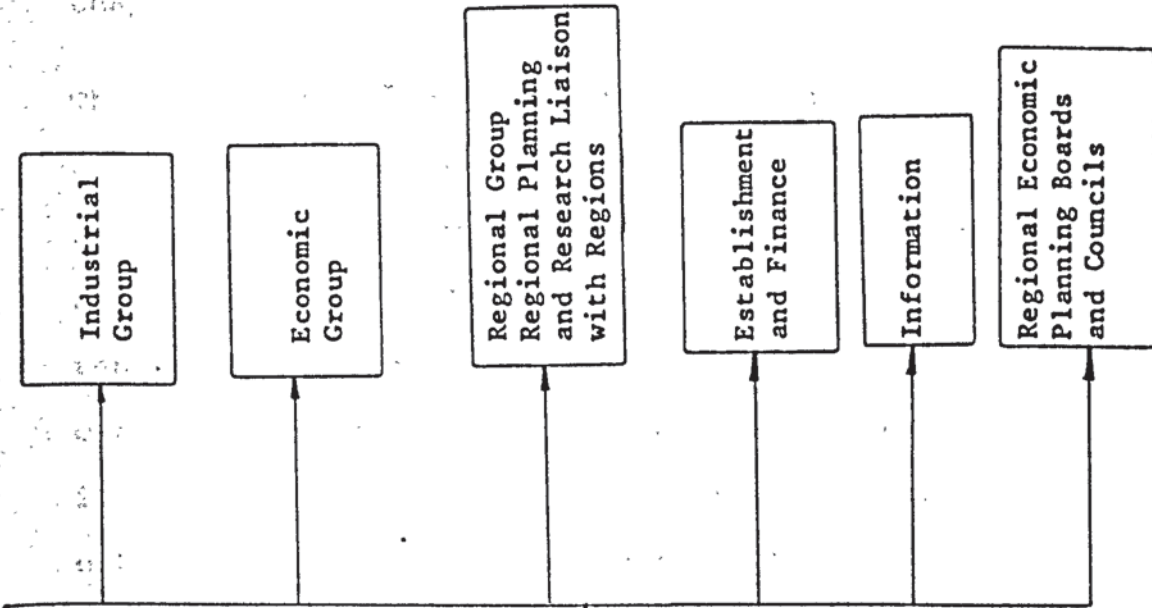 Industrial
Group
Economic
Group
Regional Group
Regional Planning
and Research Liaison
with Regions
Establishment
and Finance
Information
Regional Economic
Planning Boards
and Councils